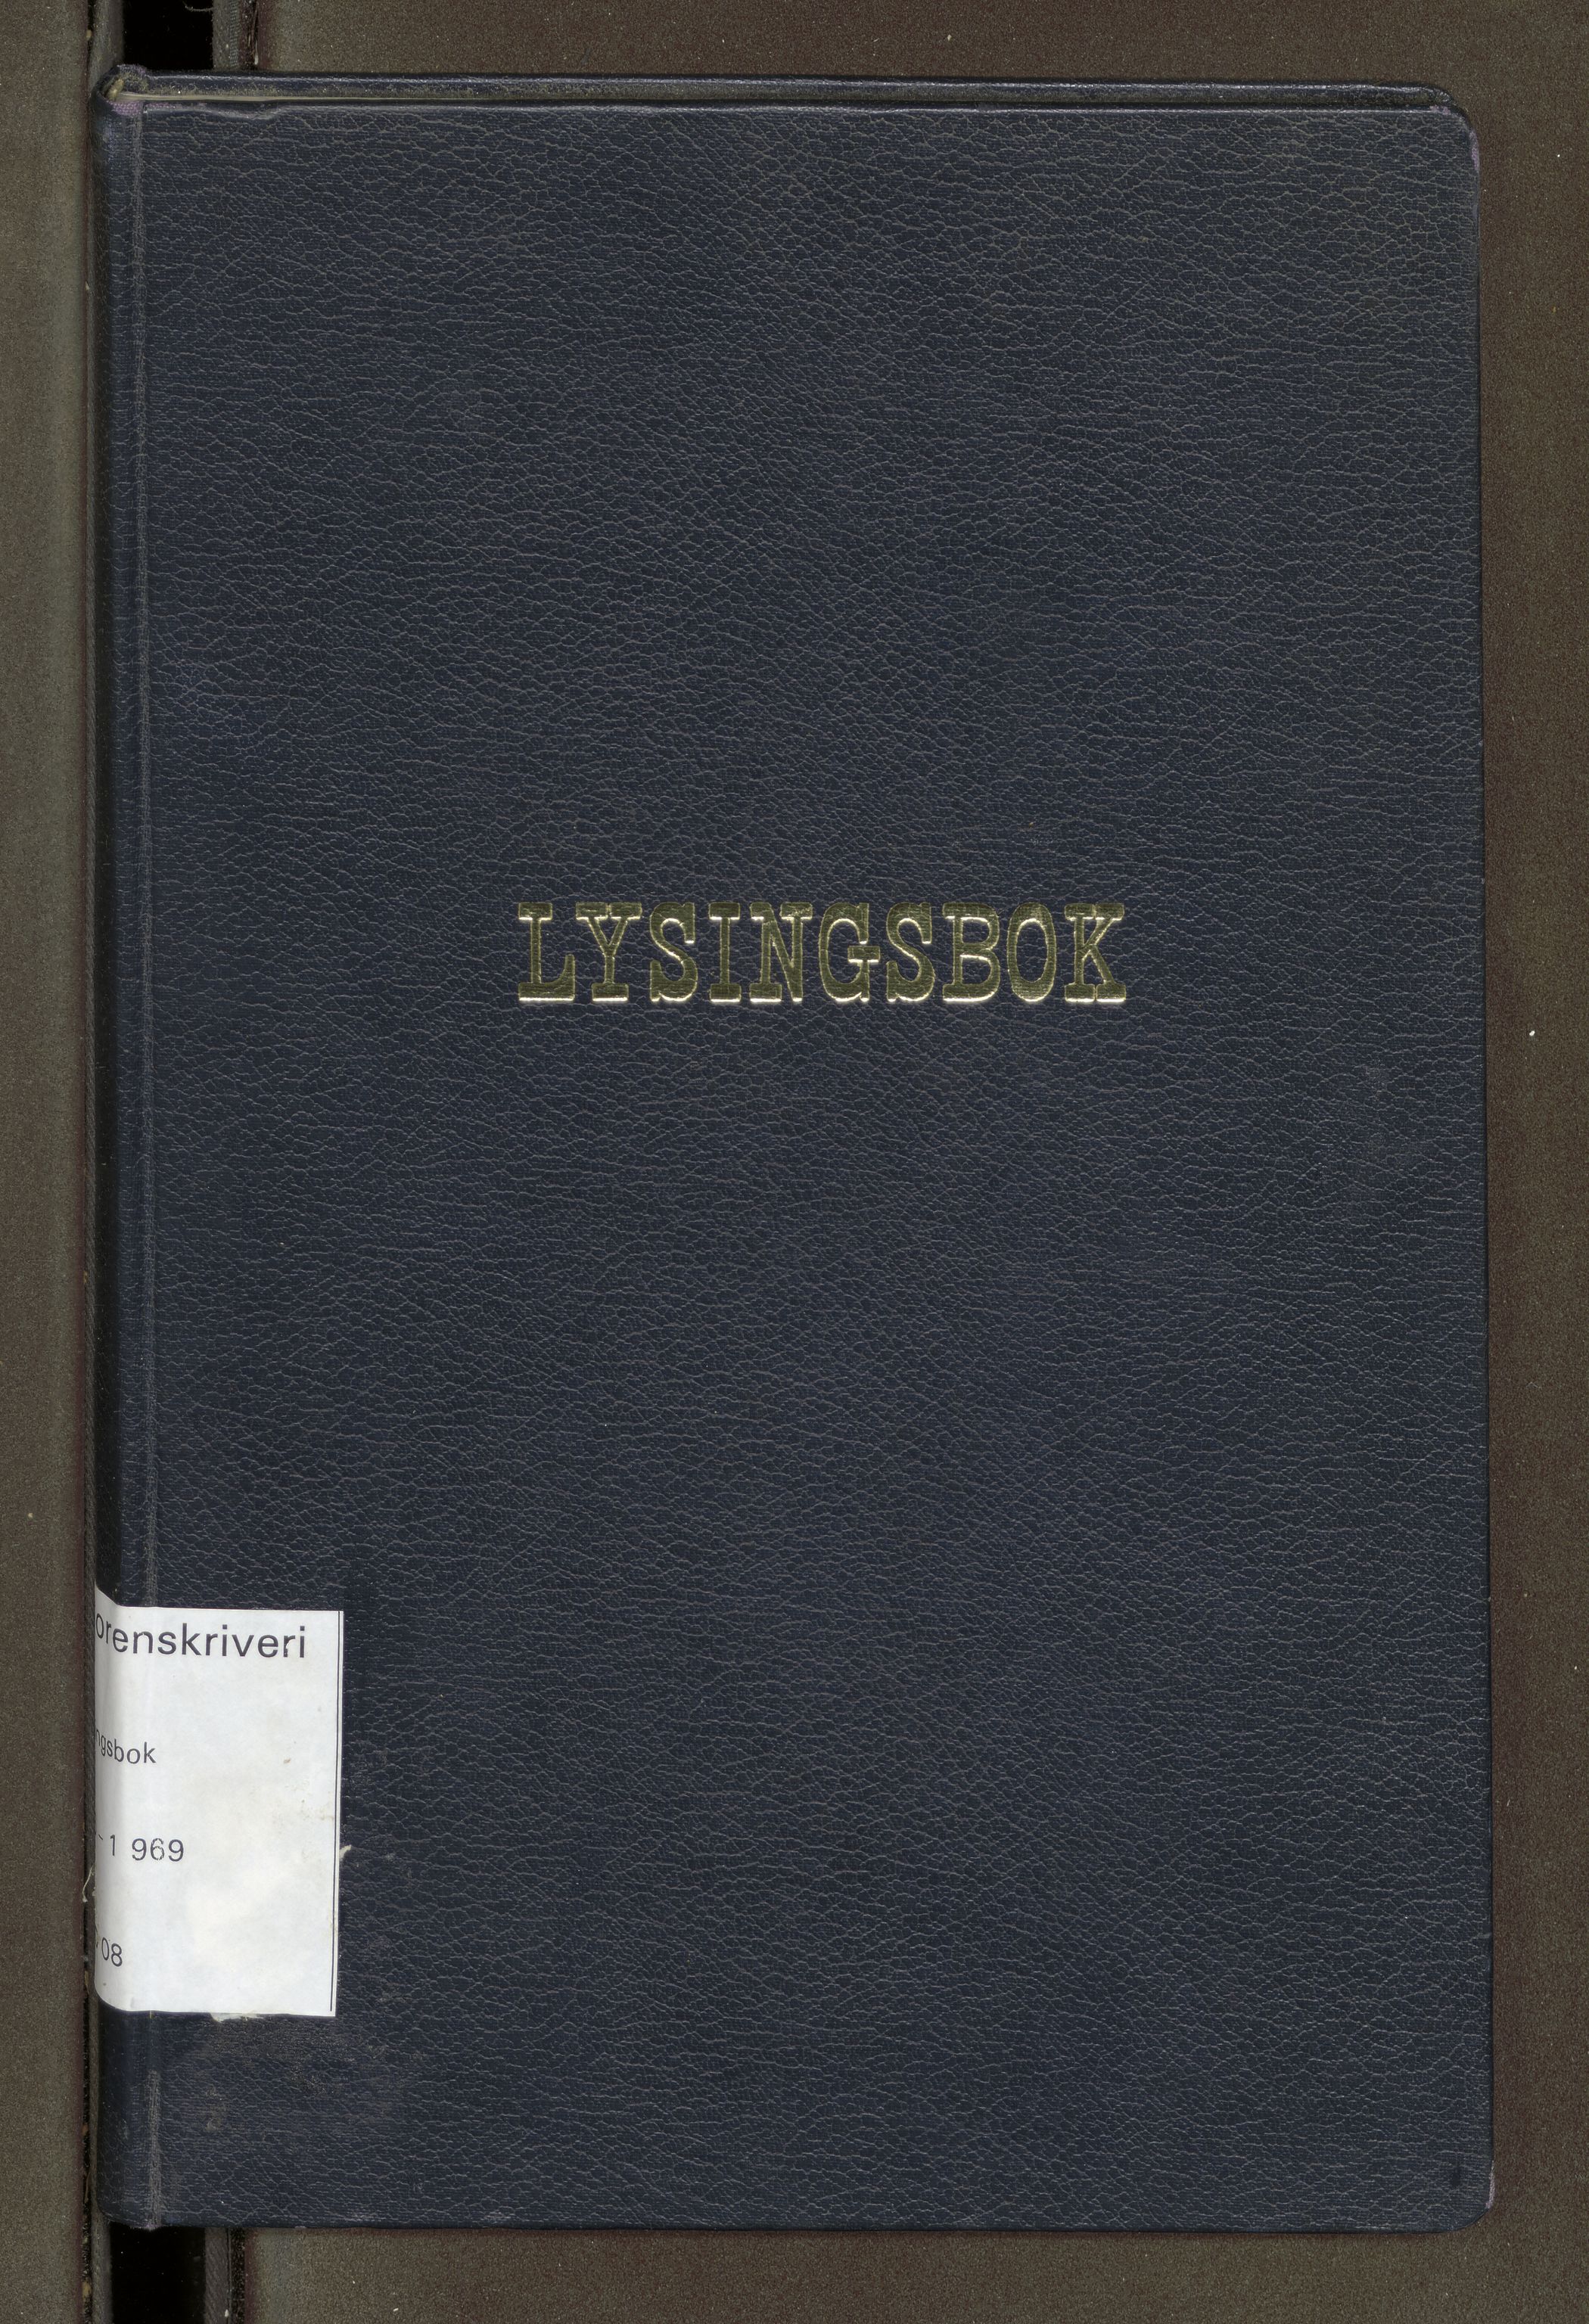 LYSINGSBOK
orenskriveri
ngsbok
-1 969
/08